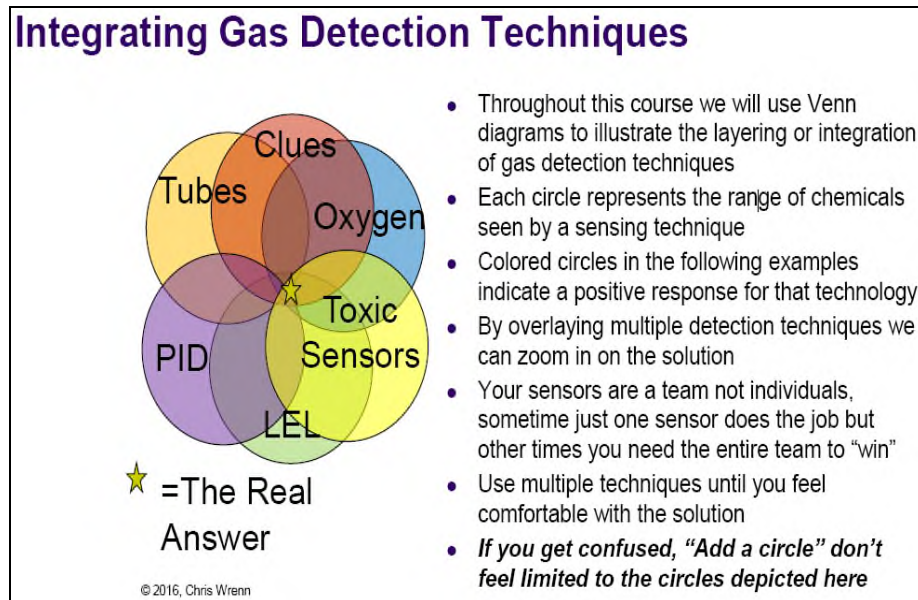 Integrating Gas Detection Techniques
Clues
Tubes
Oxygen
Toxic
Sensors
PID
LEL
=The Real
Answer
© 2016, Chris Wrenn
• Throughout this course we will use Venn
diagrams to illustrate the layering or integration
of gas detection techniques
• Each circle represents the range of chemicals
seen by a sensing technique
• Colored circles in the following examples
indicate a positive response for that technology
• By overlaying multiple detection techniques we
can zoom in on the solution
• Your sensors are a team not individuals,
sometime just one sensor does the job but
other times you need the entire team to “win”
• Use multiple techniques until you feel
comfortable with the solution
• If you get confused, “Add a circle” don’t
feel limited to the circles depicted here